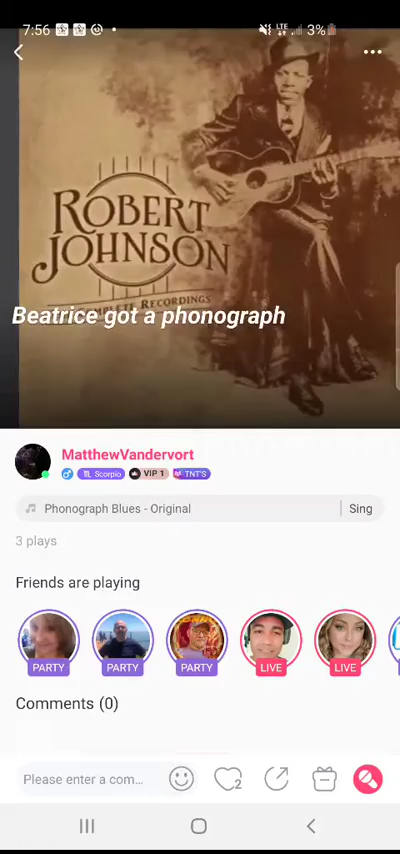 7:56
LTE
3%
ROBERT
JOHNSON
RECORDINGS
Beatrice got a phonograph
MatthewVandervort
Scorpio
VIP 1
TNT'S
Phonograph Blues - Original
Sing
3 plays
Friends are playing
PARTY
PARTY
PARTY
LIVE
LIVE
Comments (0)
Please enter a com...
2